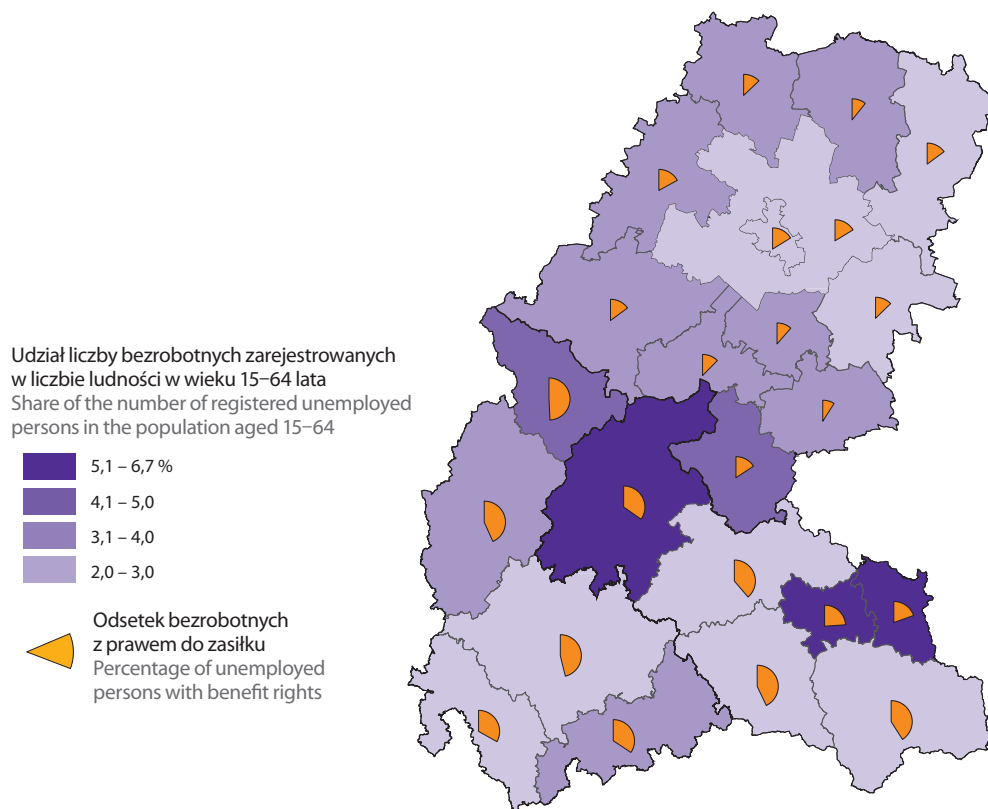 Udział liczby bezrobotnych zarejestrowanych
w liczbie ludności w wieku 15–64 lata
Share of the number of registered unemployed
persons in the population aged 15–64
5,1 – 6,7 %
4,1 – 5,0
3,1 – 4,0
2,0 – 3,0
Odsetek bezrobotnych
z prawem do zasiłku
Percentage of unemployed
persons with benefit rights